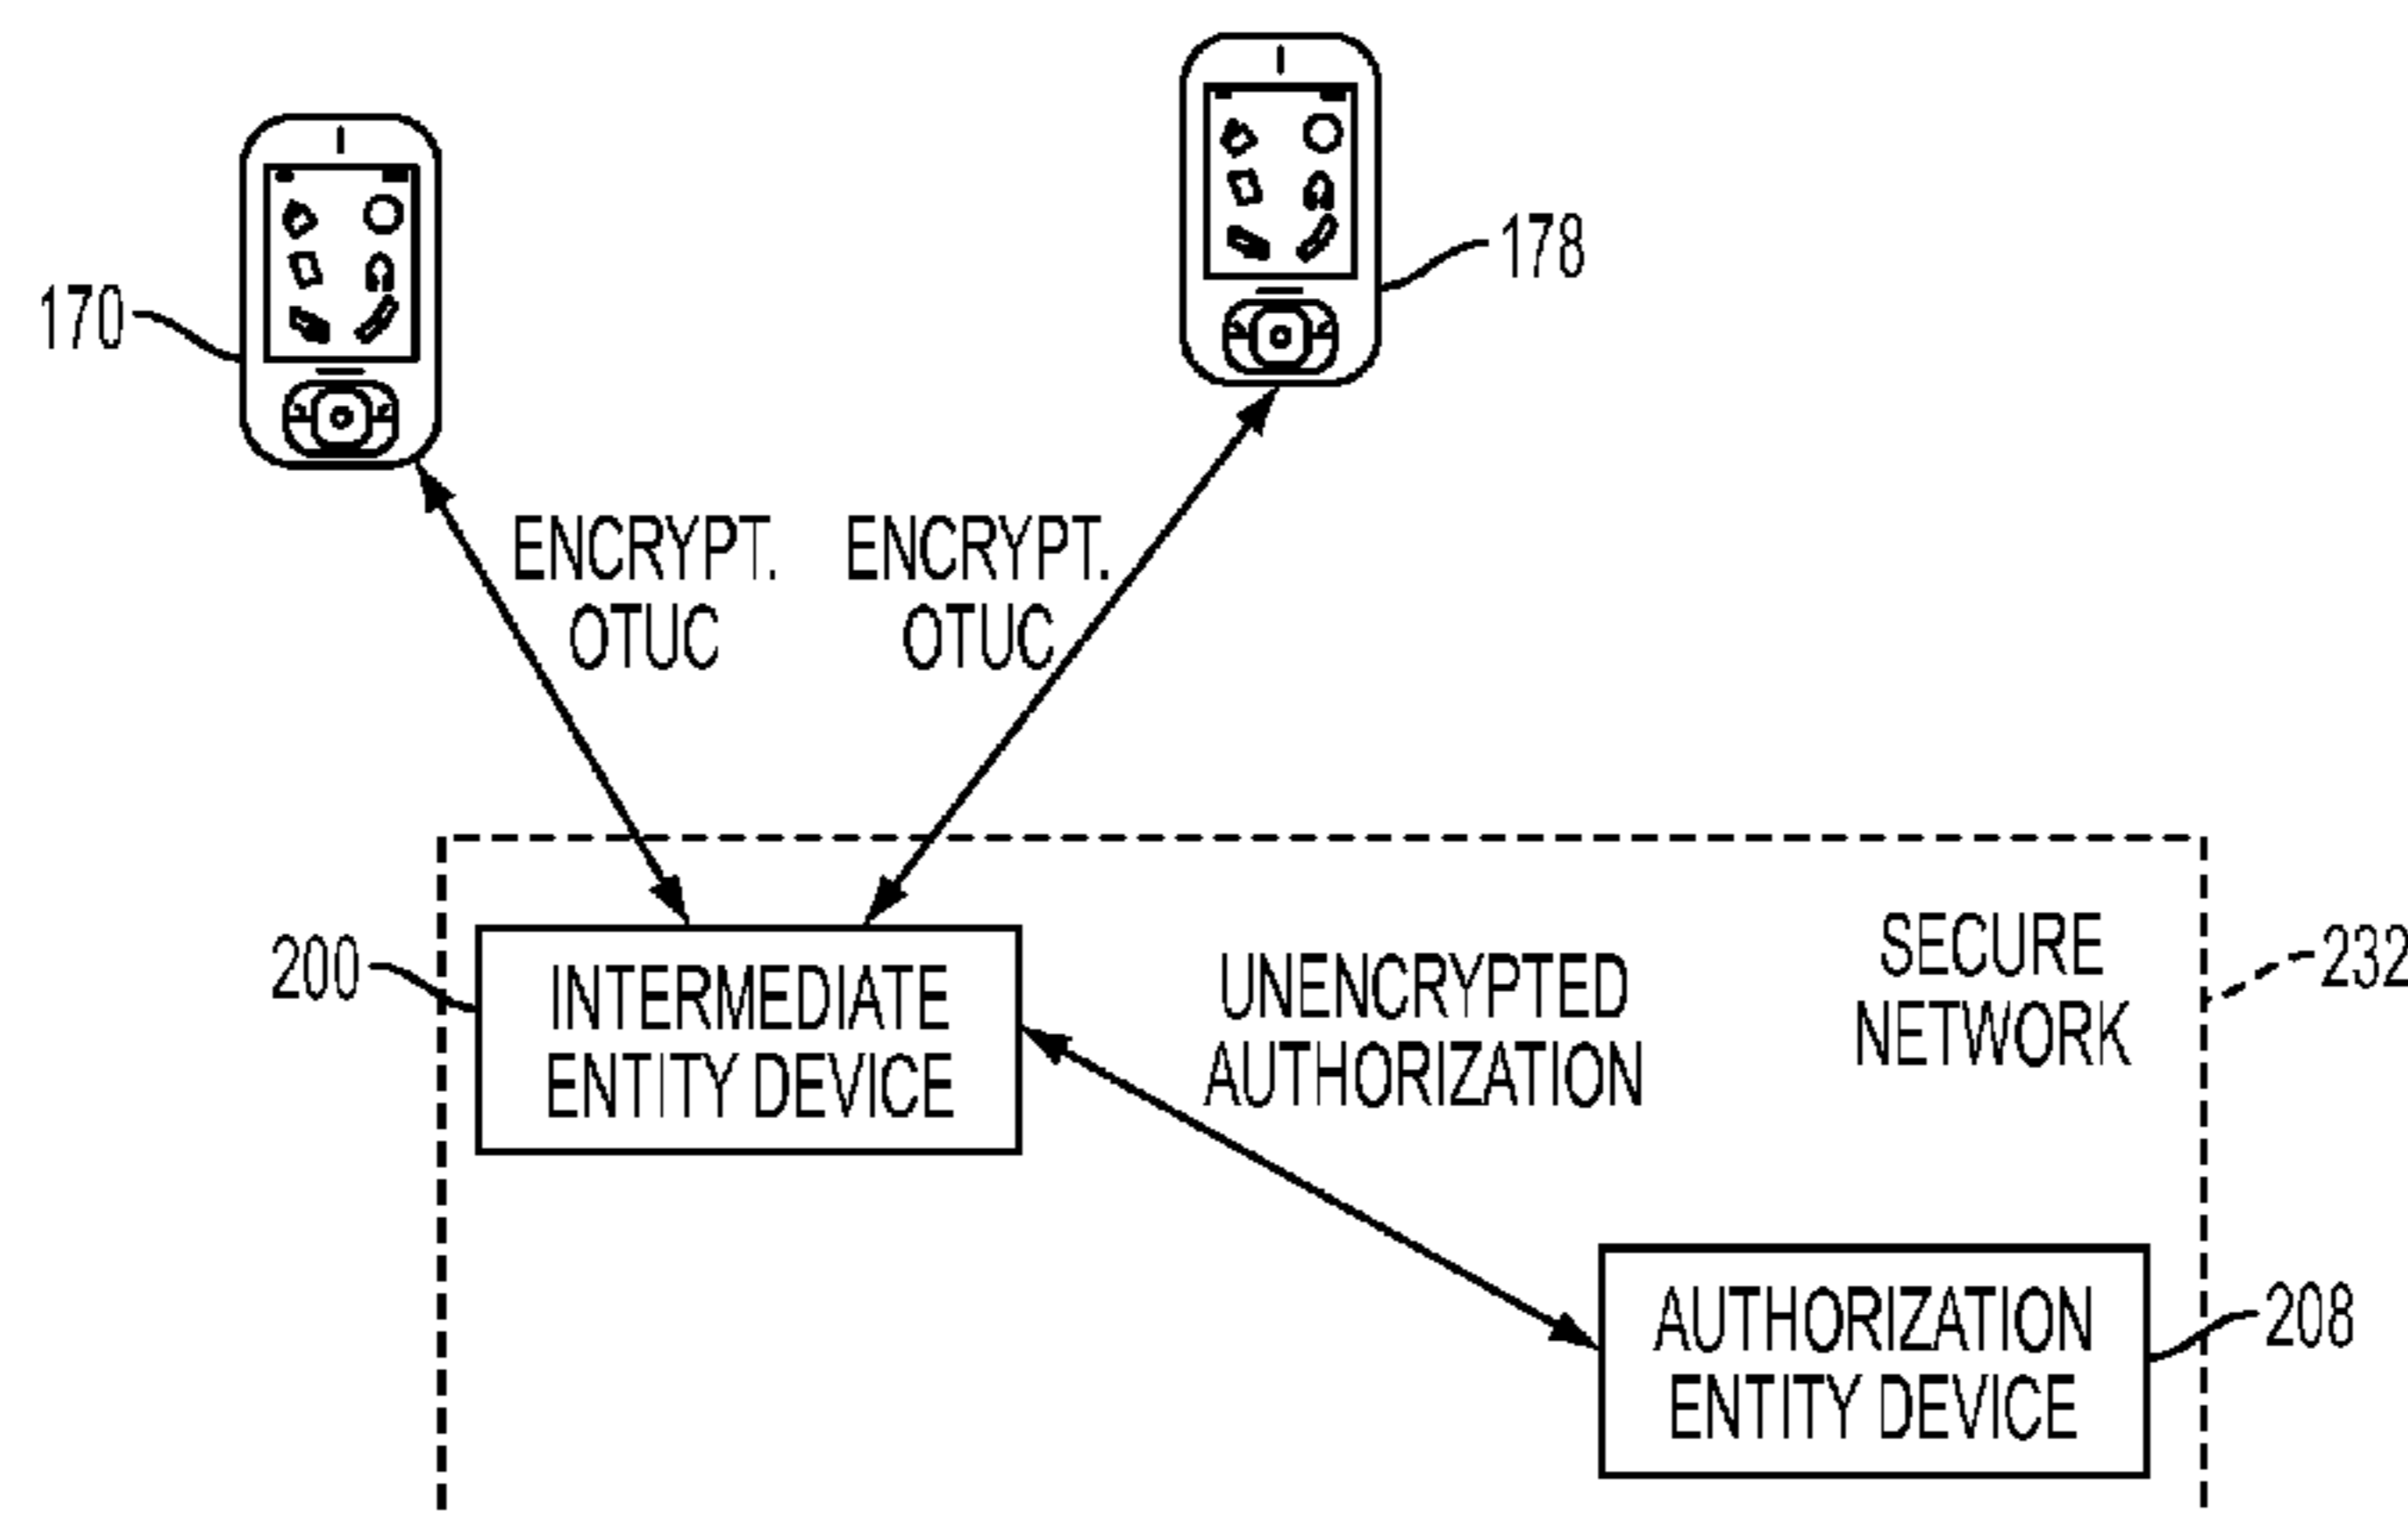 178
170
ENCRYPT.
OTUC
ENCRYPT.
OTUC
200
INTERMEDIATE
ENTITY DEVICE
UNENCRYPTED
AUTHORIZATION
SECURE
NETWORK
232
AUTHORIZATION
ENTITY DEVICE
208